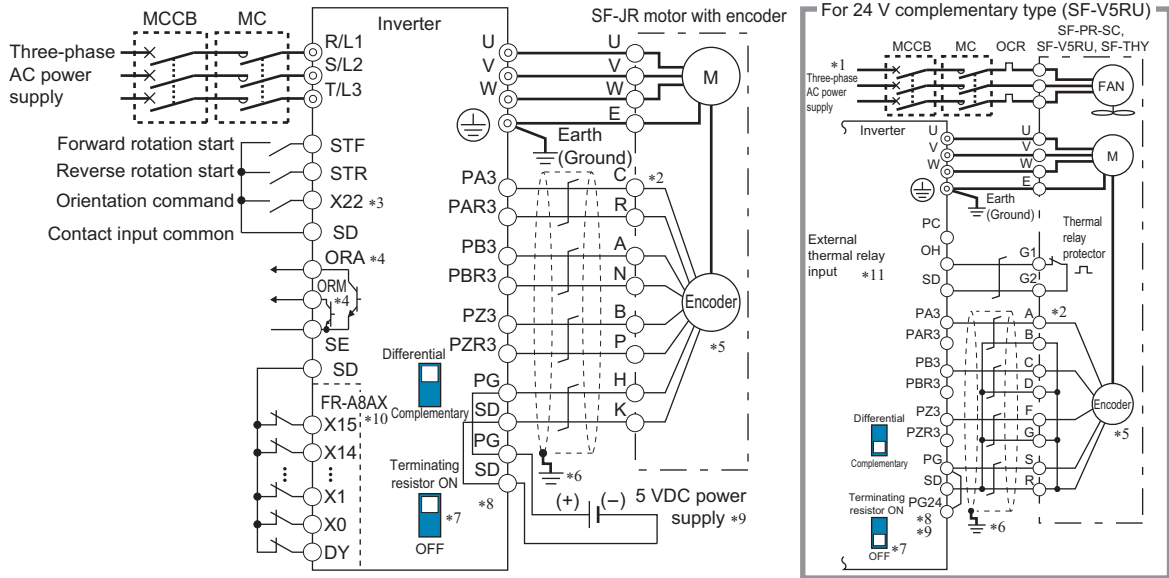 MCCB
MC
Inverter
SF-JR motor with encoder
Three-phase
AC power
supply
R/L1
S/L2
T/L3
U
V
W
U
V
W
E
M
Earth
(Ground)
Forward rotation start
STF
Reverse rotation start
STR
Orientation command
X22 *3
Contact input common
SD
ORA *4
ORM
*4
SE
SD
PA3
PAR3
PB3
PBR3
PZ3
PZR3
PG
SD
PG
SD
C *2
R
A
N
B
P
H
K
Encoder
*5
Differential
Complementary
FR-A8AX
*10
X15
X14
X1
X0
DY
Terminating
resistor ON
*7
OFF
*8
*6
(+)
(–)
5 VDC power
supply *9
For 24 V complementary type (SF-V5RU)
SF-PR-SC,
SF-V5RU, SF-THY
MCCB
MC
OCR
*1
Three-phase
AC power
supply
FAN
Inverter
U
V
W
U
V
W
E
M
Earth
(Ground)
PC
External
thermal relay
input *11
OH
SD
G1
G2
Thermal
relay
protector
PA3
PAR3
PB3
PBR3
PZ3
PZR3
PG
SD
PG24
A *2
B
C
D
F
G
S
R
Encoder
*5
Differential
Complementary
Terminating
resistor ON
*7
OFF
*8
*9
*6